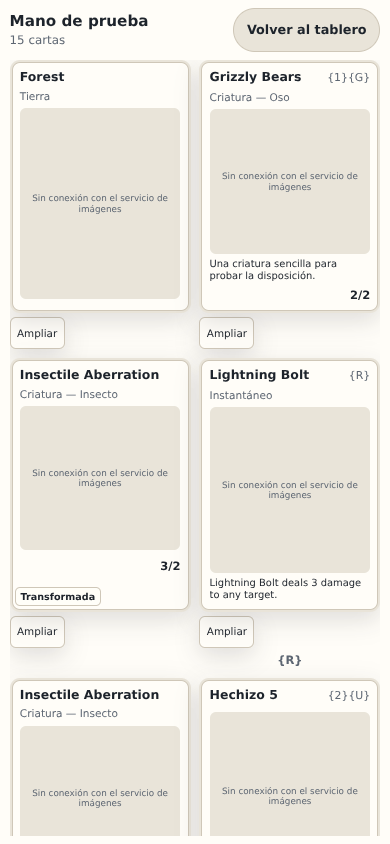 Mano de prueba
15 cartas
Volver al tablero
Forest
Tierra
Sin conexión con el servicio de
imágenes
Ampliar
Grizzly Bears {1}{G}
Criatura — Oso
Sin conexión con el servicio de
imágenes
Una criatura sencilla para
probar la disposición.
2/2
Ampliar
Insectile Aberration
Criatura — Insecto
Sin conexión con el servicio de
imágenes
3/2
Transformada
Ampliar
Lightning Bolt {R}
Instantáneo
Sin conexión con el servicio de
imágenes
Lightning Bolt deals 3 damage
to any target.
Ampliar
{R}
Insectile Aberration
Criatura — Insecto
Sin conexión con el servicio de
imágenes
Hechizo 5 {2}{U}
Sin conexión con el servicio de
imágenes